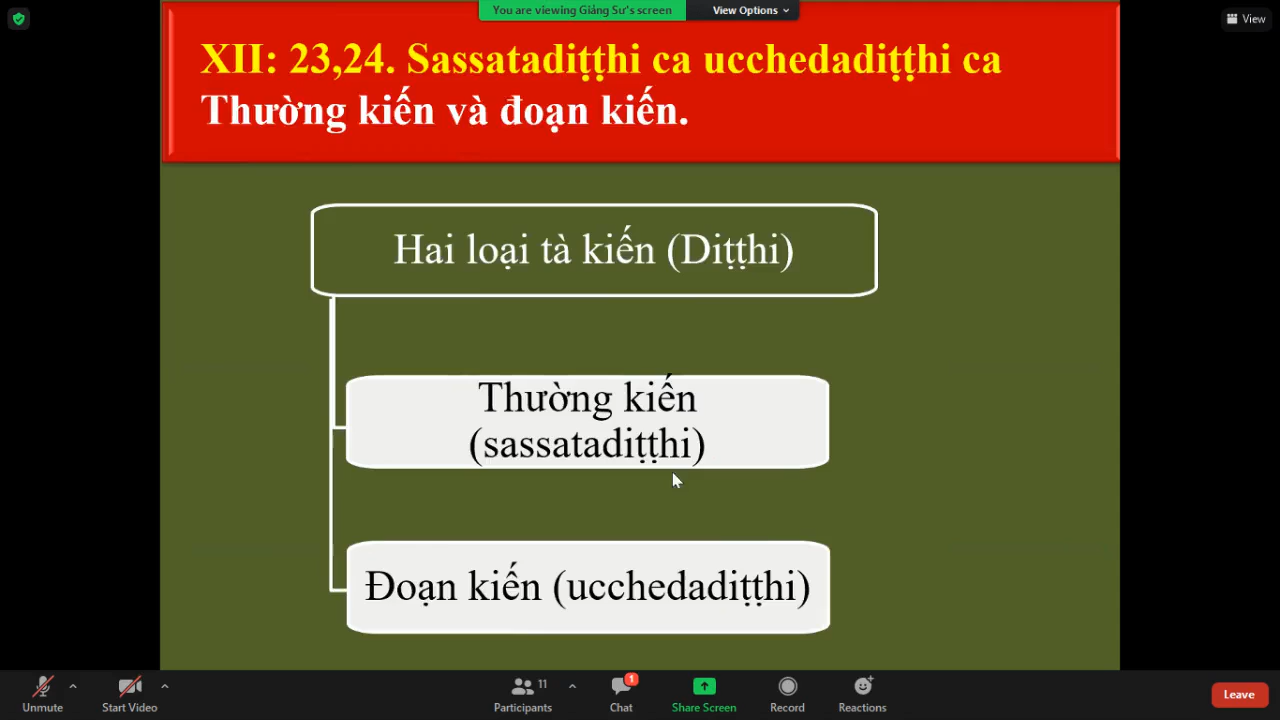 You are viewing Giảng Sư's screen
View Options
View
XII: 23,24. Sassatadiṭṭhi ca ucchedadiṭṭhi ca
Thường kiến và đoạn kiến.
Hai loại tà kiến (Diṭṭhi)
Thường kiến
(sassatadiṭṭhi)
Đoạn kiến (ucchedadiṭṭhi)
Unmute
Start Video
Participants
11
Chat
1
Share Screen
Record
Reactions
Leave